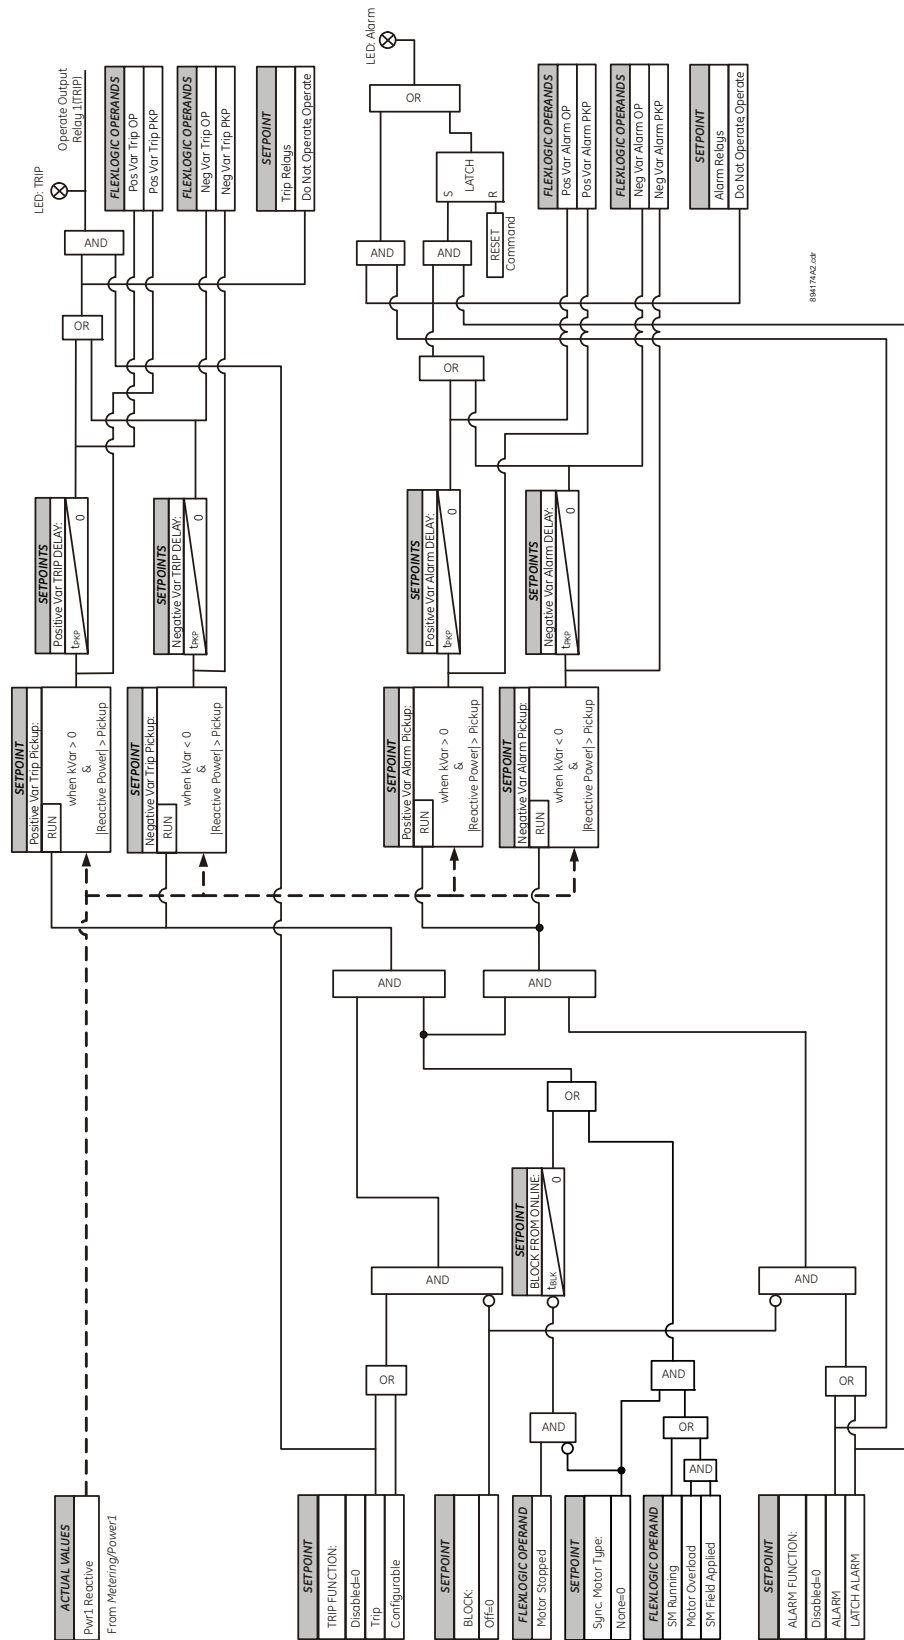 LED: TRIP
Operate Output
Relay 1(TRIP)
LED: Alarm
FLEXLOGIC OPERANDS
Pos Var Trip OP
Pos Var Trip PKP
FLEXLOGIC OPERANDS
Neg Var Trip OP
Neg Var Trip PKP
SETPOINT
Trip Relays
Do Not Operate, Operate
FLEXLOGIC OPERANDS
Pos Var Alarm OP
Pos Var Alarm PKP
FLEXLOGIC OPERANDS
Neg Var Alarm OP
Neg Var Alarm PKP
SETPOINT
Alarm Relays
Do Not Operate, Operate
AND
OR
OR
LATCH
S
R
RESET
Command
AND
AND
OR
894174A2.cdr
SETPOINTS
Positive Var TRIP DELAY:
tPKP
0
SETPOINTS
Negative Var TRIP DELAY:
tPKP
0
SETPOINTS
Positive Var Alarm DELAY:
tPKP
0
SETPOINTS
Negative Var Alarm DELAY:
tPKP
0
SETPOINT
Positive Var Trip Pickup:
RUN
when kVar > 0
&
|Reactive Power| > Pickup
SETPOINT
Negative Var Trip Pickup:
RUN
when kVar < 0
&
|Reactive Power| > Pickup
SETPOINT
Positive Var Alarm Pickup:
RUN
when kVar > 0
&
|Reactive Power| > Pickup
SETPOINT
Negative Var Alarm Pickup:
RUN
when kVar < 0
&
|Reactive Power| > Pickup
AND
AND
OR
SETPOINT
BLOCK FROM ONLINE:
tBLK
0
AND
AND
OR
AND
AND
OR
AND
OR
ACTUAL VALUES
Pwr1 Reactive
From Metering/Power1
SETPOINT
TRIP FUNCTION:
Disabled=0
Trip
Configurable
SETPOINT
BLOCK:
Off=0
FLEXLOGIC OPERAND
Motor Stopped
SETPOINT
Sync. Motor Type:
None=0
FLEXLOGIC OPERAND
SM Running
Motor Overload
SM Field Applied
SETPOINT
ALARM FUNCTION:
Disabled=0
ALARM
LATCH ALARM